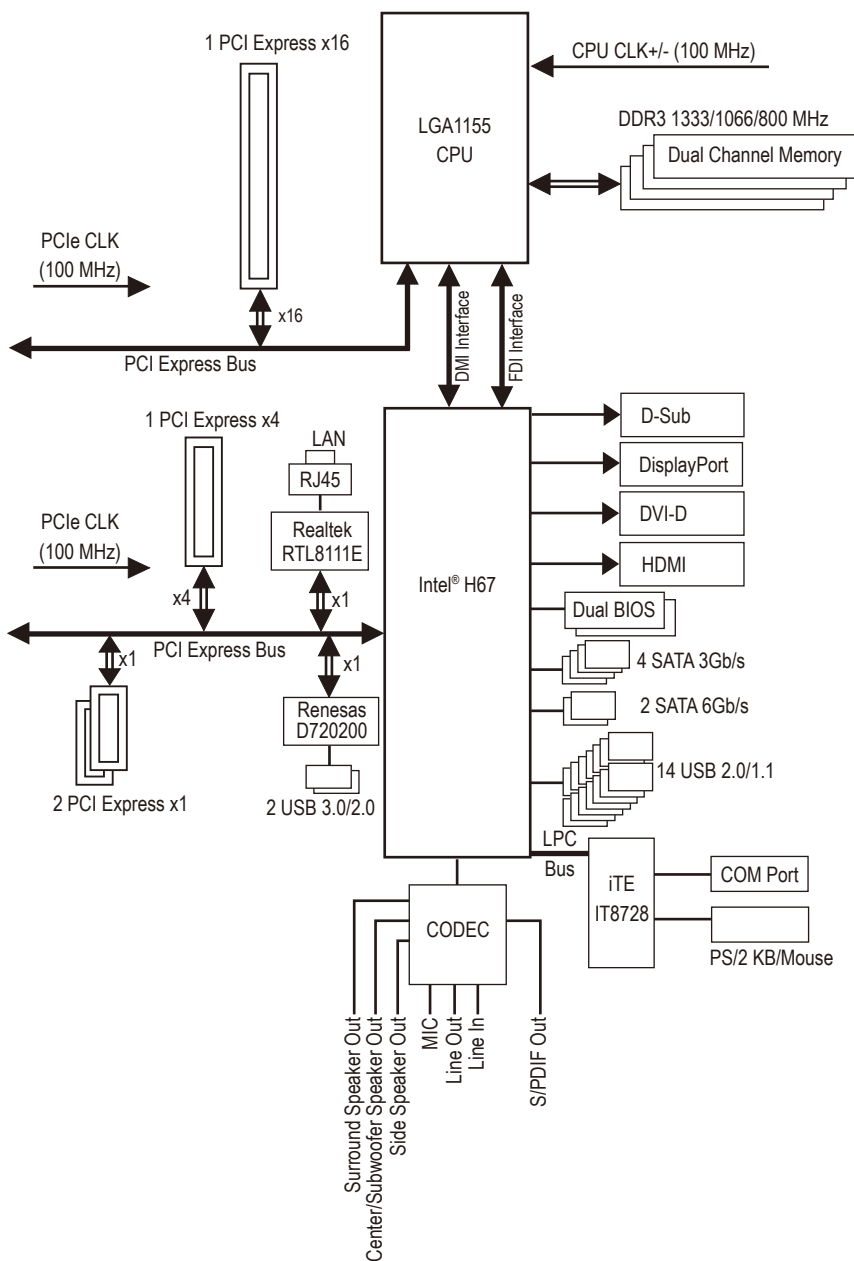 1 PCI Express x16
CPU CLK+/- (100 MHz)
LGA1155
CPU
DDR3 1333/1066/800 MHz
Dual Channel Memory
PCIe CLK
(100 MHz)
x16
PCI Express Bus
DMI Interface
FDI Interface
1 PCI Express x4
LAN
RJ45
Realtek
RTL8111E
PCIe CLK
(100 MHz)
x4
x1
PCI Express Bus
x1
x1
Renesas
D720200
2 PCI Express x1
2 USB 3.0/2.0
Intel® H67
D-Sub
DisplayPort
DVI-D
HDMI
Dual BIOS
4 SATA 3Gb/s
2 SATA 6Gb/s
14 USB 2.0/1.1
LPC
Bus
iTE
IT8728
COM Port
PS/2 KB/Mouse
CODEC
Surround Speaker Out
Center/Subwoofer Speaker Out
Side Speaker Out
MIC
Line Out
Line In
S/PDIF Out